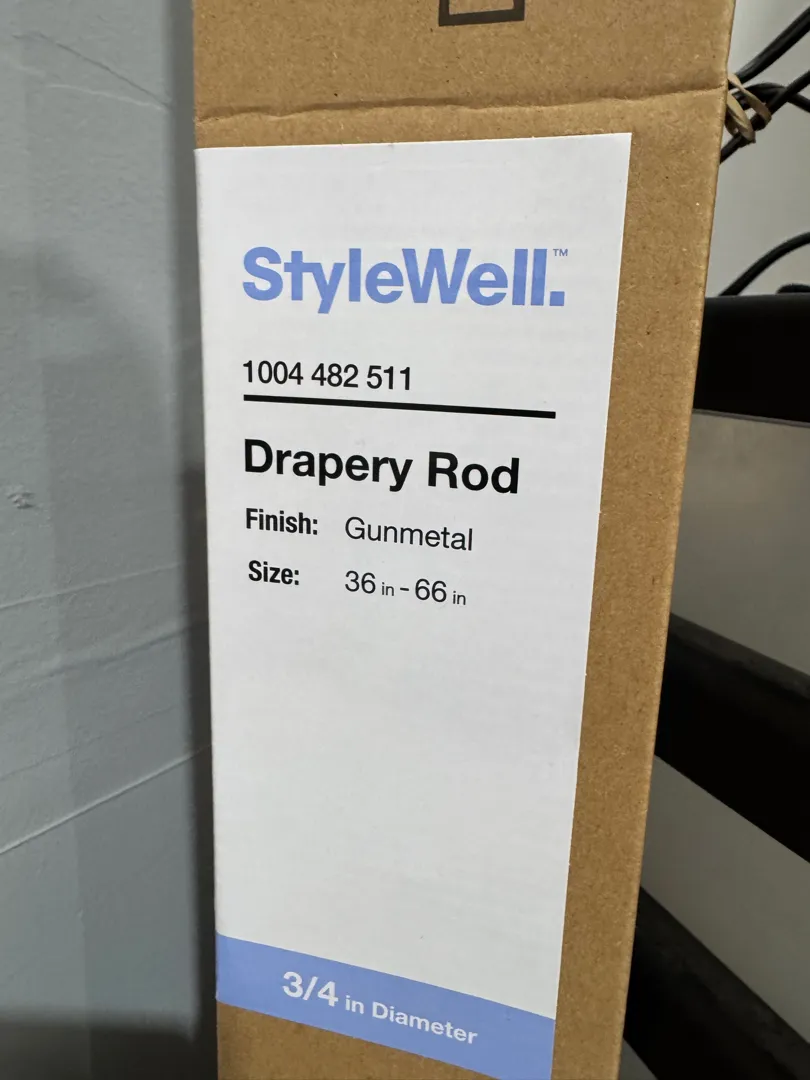 StyleWell.™
1004 482 511
Drapery Rod
Finish: Gunmetal
Size: 36 in - 66 in
3/4 in Diameter